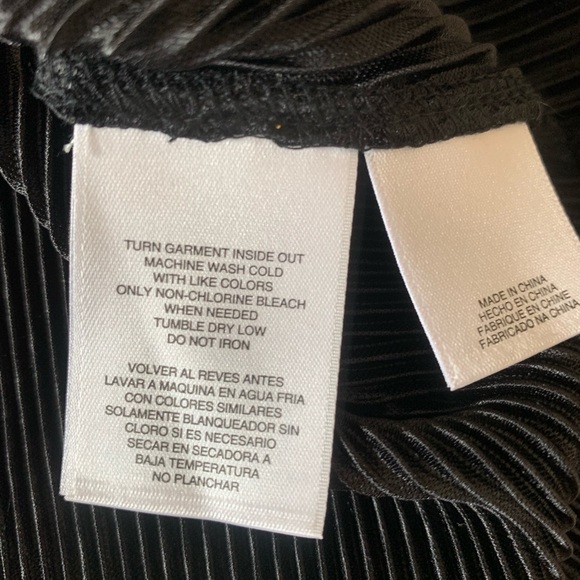 TURN GARMENT INSIDE OUT
MACHINE WASH COLD
WITH LIKE COLORS
ONLY NON-CHLORINE BLEACH
WHEN NEEDED
TUMBLE DRY LOW
DO NOT IRON
VOLVER AL REVES ANTES
LAVAR A MAQUINA EN AGUA FRIA
CON COLORES SIMILARES
SOLAMENTE BLANQUEADOR SIN
CLORO SI ES NECESARIO
SECAR EN SECADORA A
BAJA TEMPERATURA
NO PLANCHAR
MADE IN CHINA
HECHO EN CHINA
FABRIQUE EN CHINE
FABRICADO NA CHINA